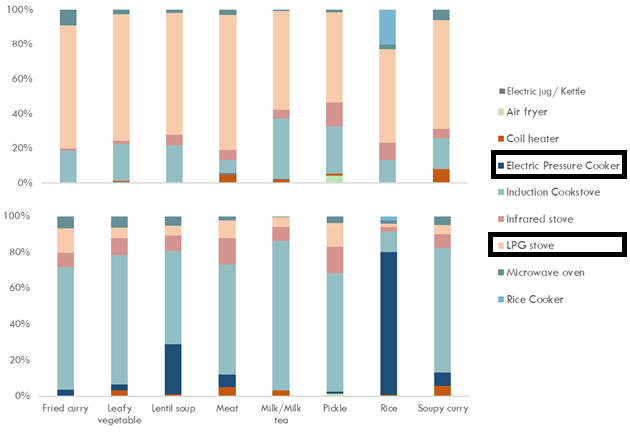 100%
80%
60%
40%
20%
0%
Electric jug/ Kettle
Air fryer
Coil heater
Electric Pressure Cooker
Induction Cookstove
Infrared stove
LPG stove
Microwave oven
Rice Cooker
100%
80%
60%
40%
20%
0%
Fried curry Leafy vegetable Lentil soup Meat Milk/Milk tea Pickle Rice Soupy curry